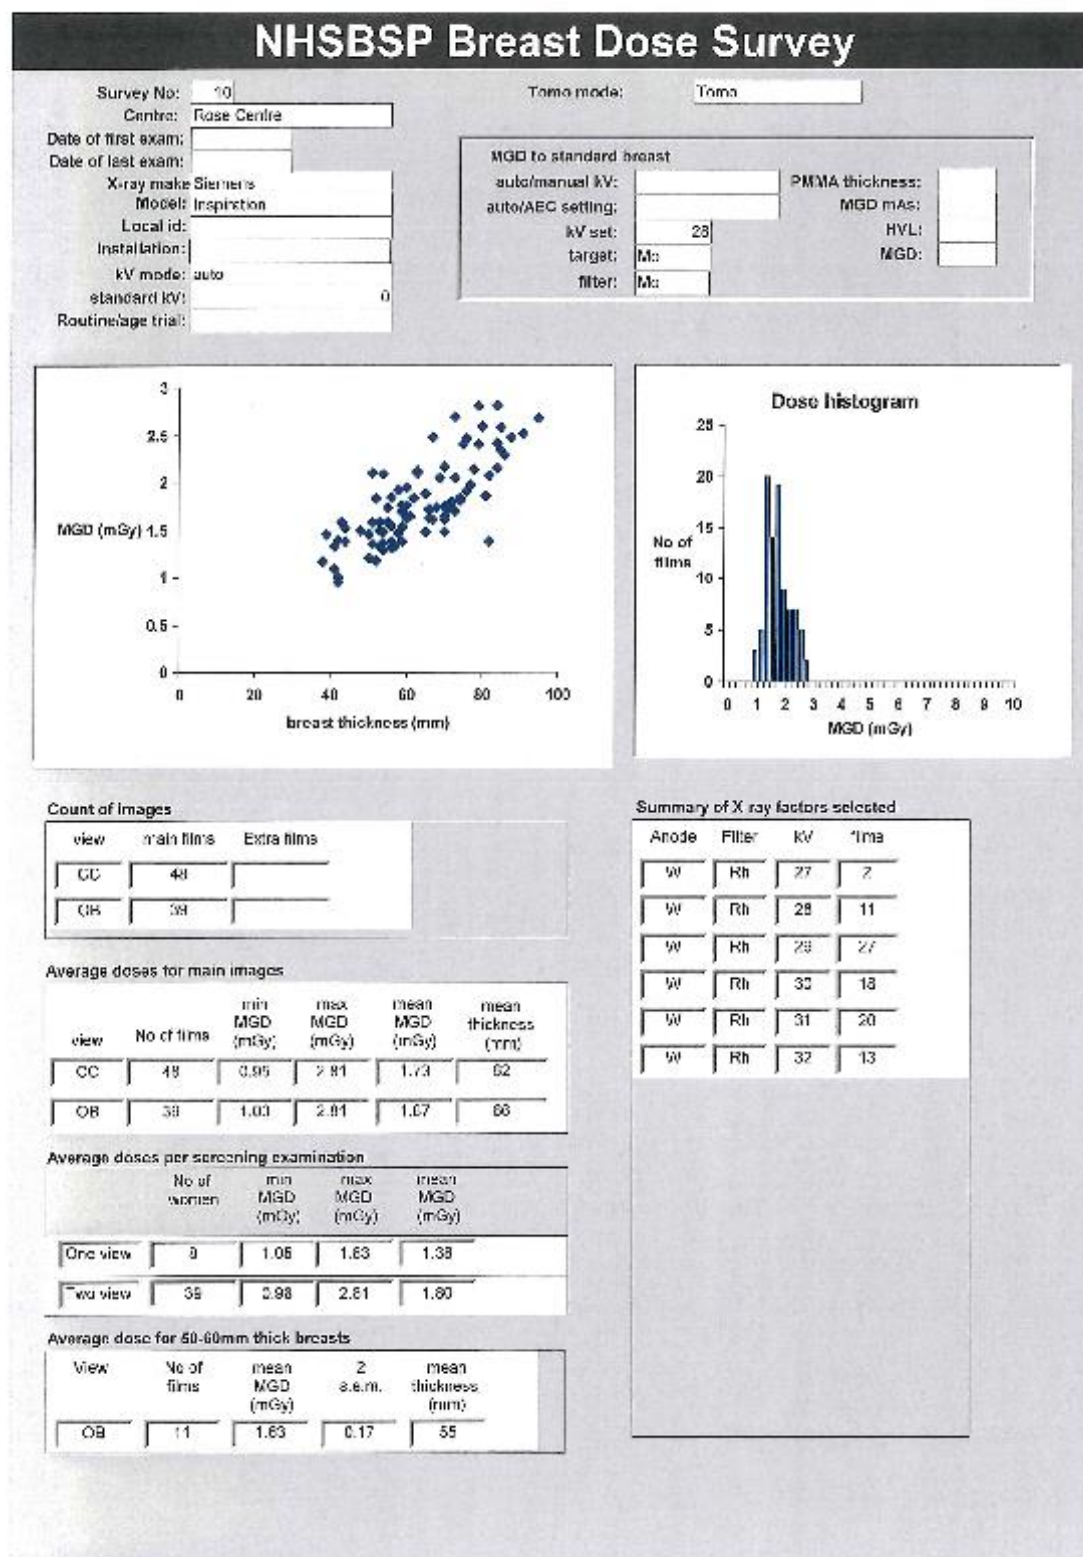 NHSBSP Breast Dose Survey
Survey No: 10
Tomo mode: Tomo
Centre: Rose Centre
Date of first exam:
Date of last exam:
X-ray make Siemens
Model: Inspiration
Local id:
Installation:
kV mode: auto
standard kV: 0
Routine/age trial:
MGD to standard breast
auto/manual kV: PMMA thickness:
auto/AEC setting: MGD mAs:
kV set: 28 HVL:
target: Mo MGD:
filter: Mo
3
2.5
2
MGD (mGy) 1.5
1
0.5
0
0 20 40 60 80 100
breast thickness (mm)
Dose histogram
25
20
15
No of
films
10
5
0
0 1 2 3 4 5 6 7 8 9 10
MGD (mGy)
Count of images
view main films Extra films
CC 48
OB 39
Average doses for main images
view No of films min MGD (mGy) max MGD (mGy) mean MGD (mGy) mean thickness (mm)
CC 48 0.95 2.81 1.73 62
OB 39 1.03 2.81 66
Average doses per screening examination
No of women min MGD (mGy) max MGD (mGy) mean MGD (mGy)
One view 1.05 1.63 1.38
Two view 39 0.98 2.81 1.80
Average dose for 50-60mm thick breasts
View No of films mean MGD (mGy) 2 s.e.m. mean thickness (mm)
OB 11 1.63 0.17 55
Summary of X ray factors selected
Anode Filter kV films
W Rh 27 2
W Rh 28 11
W Rh 29 27
W Rh 30 18
W Rh 31 20
W Rh 32 13